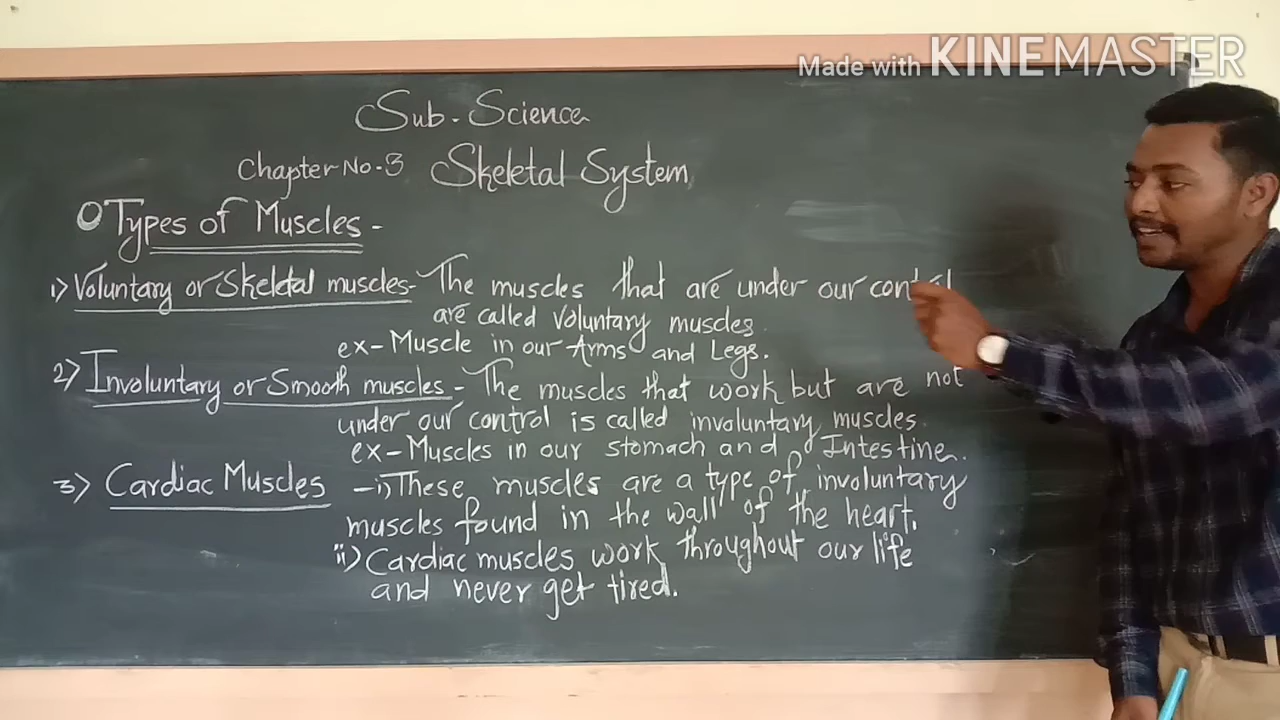 Made with KINEMASTER
Sub. Science
Chapter No. 3 Skeletal System
Types of Muscles -
1) Voluntary or Skeletal muscles - The muscles that are under our control
are called voluntary muscles.
ex - Muscle in our Arms and Legs.
2) Involuntary or Smooth muscles - The muscles that work but are not
under our control is called involuntary muscles.
ex - Muscles in our stomach and Intestine.
3) Cardiac Muscles - i) These muscles are a type of involuntary
muscles found in the wall of the heart.
ii) Cardiac muscles work throughout our life
and never get tired.